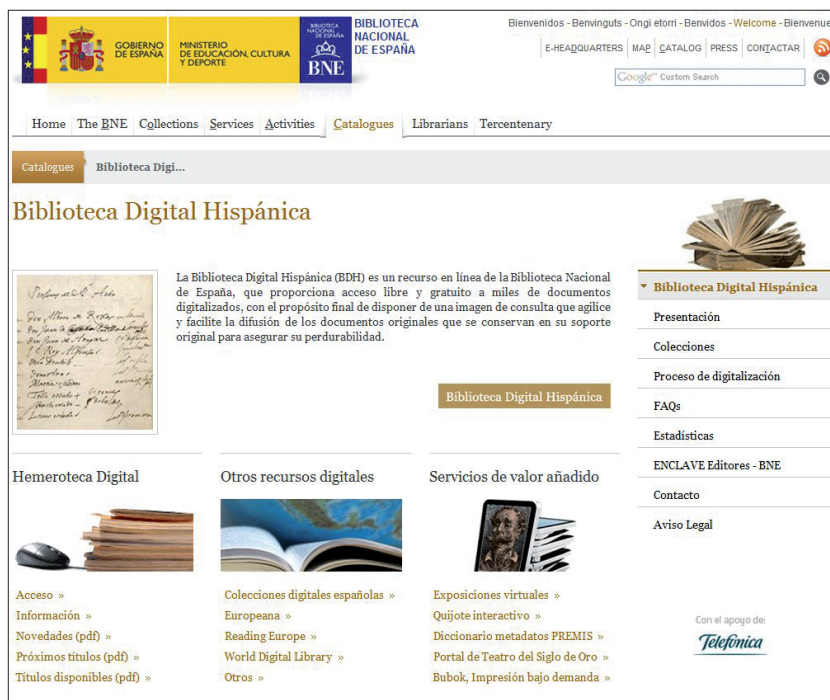 GOBIERNO
DE ESPAÑA
MINISTERIO
DE EDUCACIÓN, CULTURA
Y DEPORTE
BIBLIOTECA
NACIONAL
DE ESPAÑA
BNE
BIBLIOTECA
NACIONAL
DE ESPAÑA
Bienvenidos - Benvinguts - Ongi etorri - Benvidos - Welcome - Bienvenue
E-HEADQUARTERS MAP CATALOG PRESS CONTACTAR
Google™ Custom Search
Home The BNE Collections Services Activities Catalogues Librarians Tercentenary
Catalogues Biblioteca Digi...
Biblioteca Digital Hispánica
La Biblioteca Digital Hispánica (BDH) es un recurso en línea de la Biblioteca Nacional
de España, que proporciona acceso libre y gratuito a miles de documentos
digitalizados, con el propósito final de disponer de una imagen de consulta que agilice
y facilite la difusión de los documentos originales que se conservan en su soporte
original para asegurar su perdurabilidad.
Biblioteca Digital Hispánica
Hemeroteca Digital
Acceso »
Información »
Novedades (pdf) »
Próximos títulos (pdf) »
Títulos disponibles (pdf) »
Otros recursos digitales
Colecciones digitales españolas »
Europeana »
Reading Europe »
World Digital Library »
Otros »
Servicios de valor añadido
Exposiciones virtuales »
Quijote interactivo »
Diccionario metadatos PREMIS »
Portal de Teatro del Siglo de Oro »
Bubok, Impresión bajo demanda »
Biblioteca Digital Hispánica
Presentación
Colecciones
Proceso de digitalización
FAQs
Estadísticas
ENCLAVE Editores - BNE
Contacto
Aviso Legal
Con el apoyo de:
Telefónica